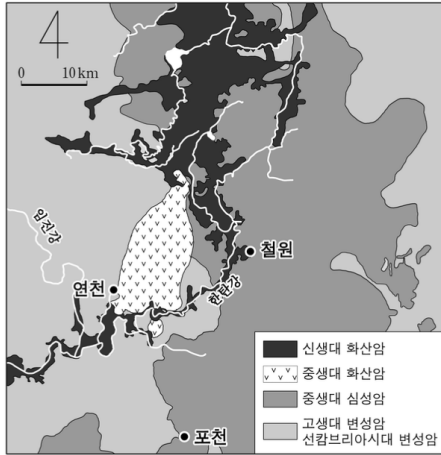 0 10 km
임진강
철원
연천
한탄강
포천
신생대 화산암
중생대 화산암
중생대 심성암
고생대 변성암
선캄브리아시대 변성암